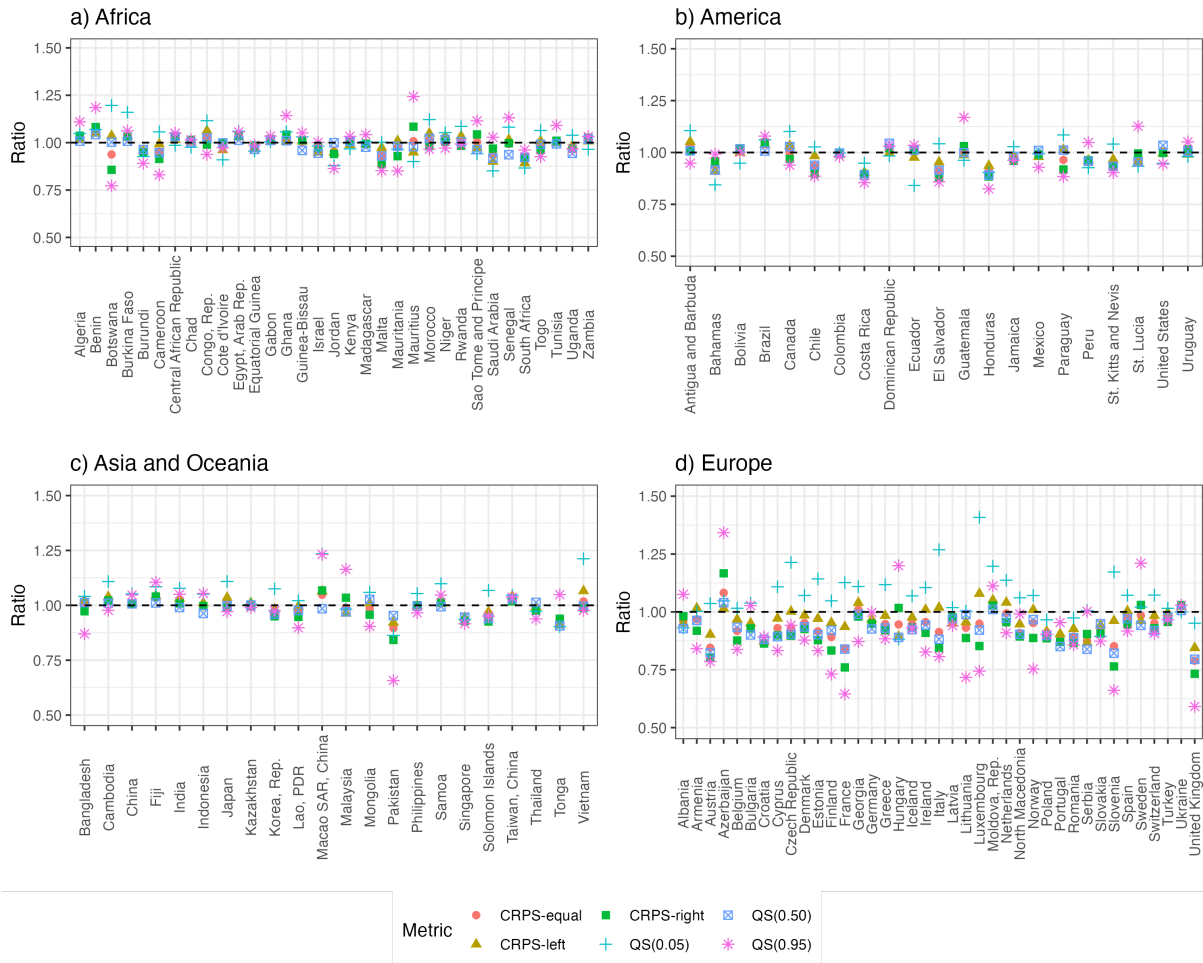 a) Africa
1.50
1.25
1.00
0.75
0.50
Ratio
Algeria
Benin
Botswana
Burkina Faso
Burundi
Cameroon
Central African Republic
Chad
Congo, Rep.
Cote d'Ivoire
Egypt, Arab Rep.
Equatorial Guinea
Gabon
Ghana
Guinea-Bissau
Israel
Jordan
Kenya
Madagascar
Malta
Mauritania
Mauritius
Morocco
Niger
Rwanda
Sao Tome and Principe
Saudi Arabia
Senegal
South Africa
Togo
Tunisia
Uganda
Zambia
b) America
1.50
1.25
1.00
0.75
0.50
Ratio
Antigua and Barbuda
Bahamas
Bolivia
Brazil
Canada
Chile
Colombia
Costa Rica
Dominican Republic
Ecuador
El Salvador
Guatemala
Honduras
Jamaica
Mexico
Paraguay
Peru
St. Kitts and Nevis
St. Lucia
United States
Uruguay
c) Asia and Oceania
1.50
1.25
1.00
0.75
0.50
Ratio
Bangladesh
Cambodia
China
Fiji
India
Indonesia
Japan
Kazakhstan
Korea, Rep.
Lao, PDR
Macao SAR, China
Malaysia
Mongolia
Pakistan
Philippines
Samoa
Singapore
Solomon Islands
Taiwan, China
Thailand
Tonga
Vietnam
d) Europe
1.50
1.25
1.00
0.75
0.50
Ratio
Albania
Armenia
Austria
Azerbaijan
Belgium
Bulgaria
Croatia
Cyprus
Czech Republic
Denmark
Estonia
Finland
France
Georgia
Germany
Greece
Hungary
Iceland
Ireland
Italy
Latvia
Lithuania
Luxembourg
Moldova, Rep.
Netherlands
North Macedonia
Norway
Poland
Portugal
Romania
Serbia
Slovakia
Slovenia
Spain
Sweden
Switzerland
Turkey
Ukraine
United Kingdom
Metric
CRPS-equal
CRPS-right
QS(0.50)
CRPS-left
QS(0.05)
QS(0.95)